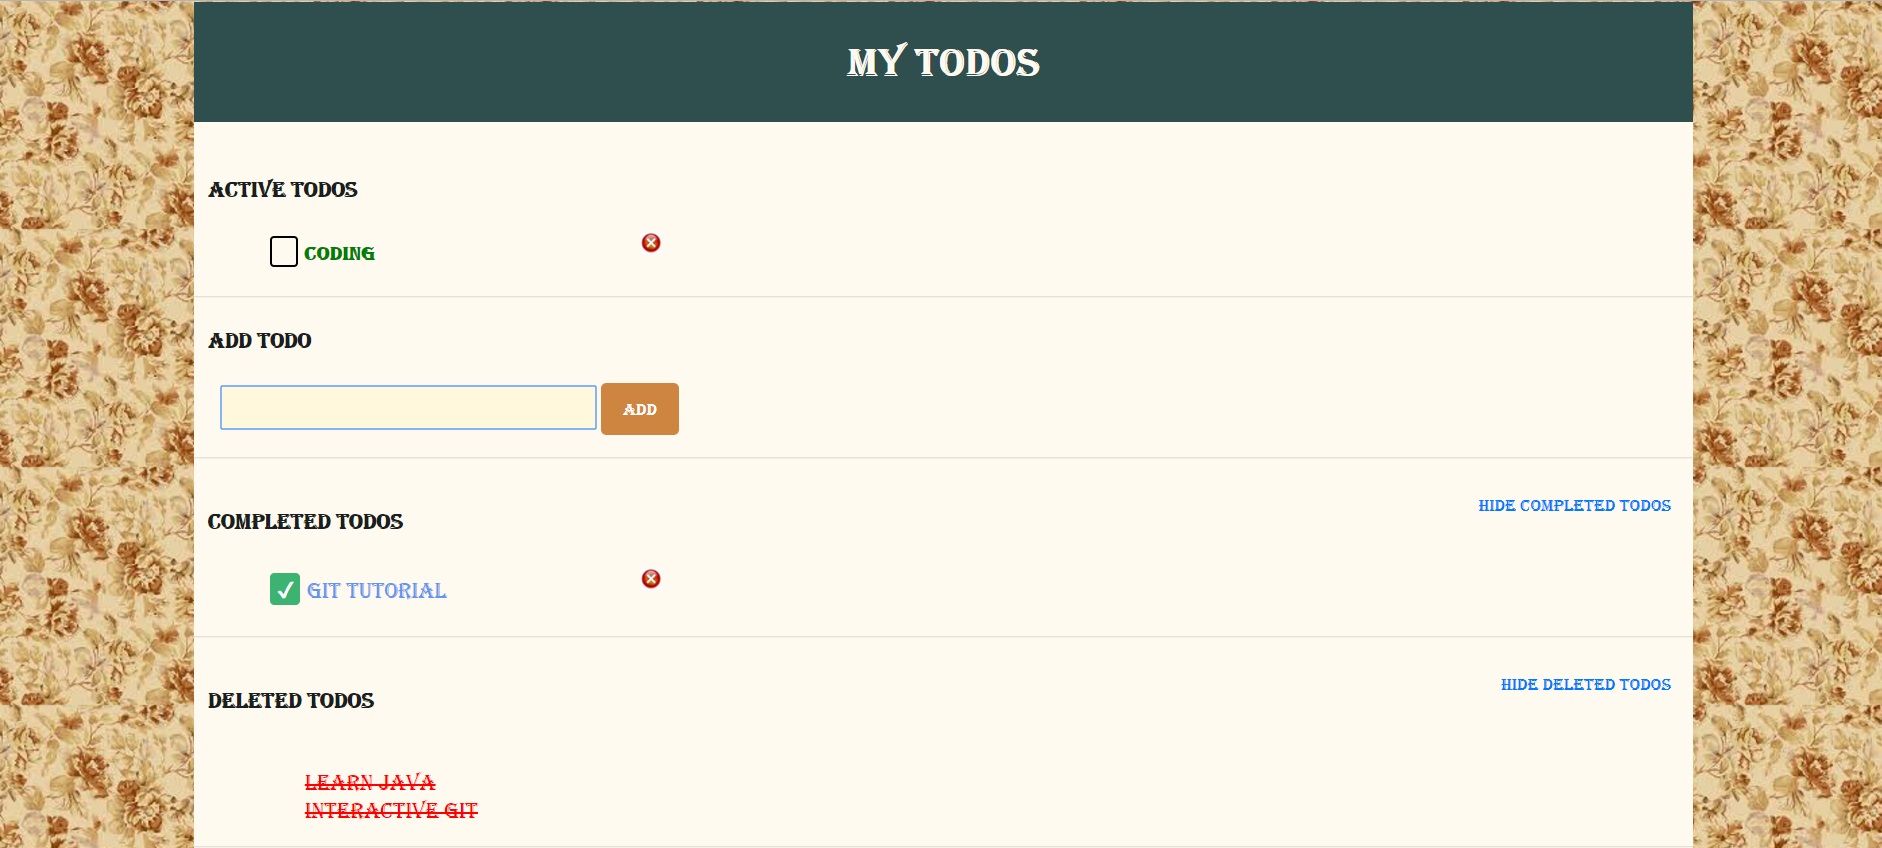 MY TODOS
ACTIVE TODOS
CODING
ADD TODO
ADD
HIDE COMPLETED TODOS
COMPLETED TODOS
GIT TUTORIAL
HIDE DELETED TODOS
DELETED TODOS
LEARN JAVA
INTERACTIVE GIT